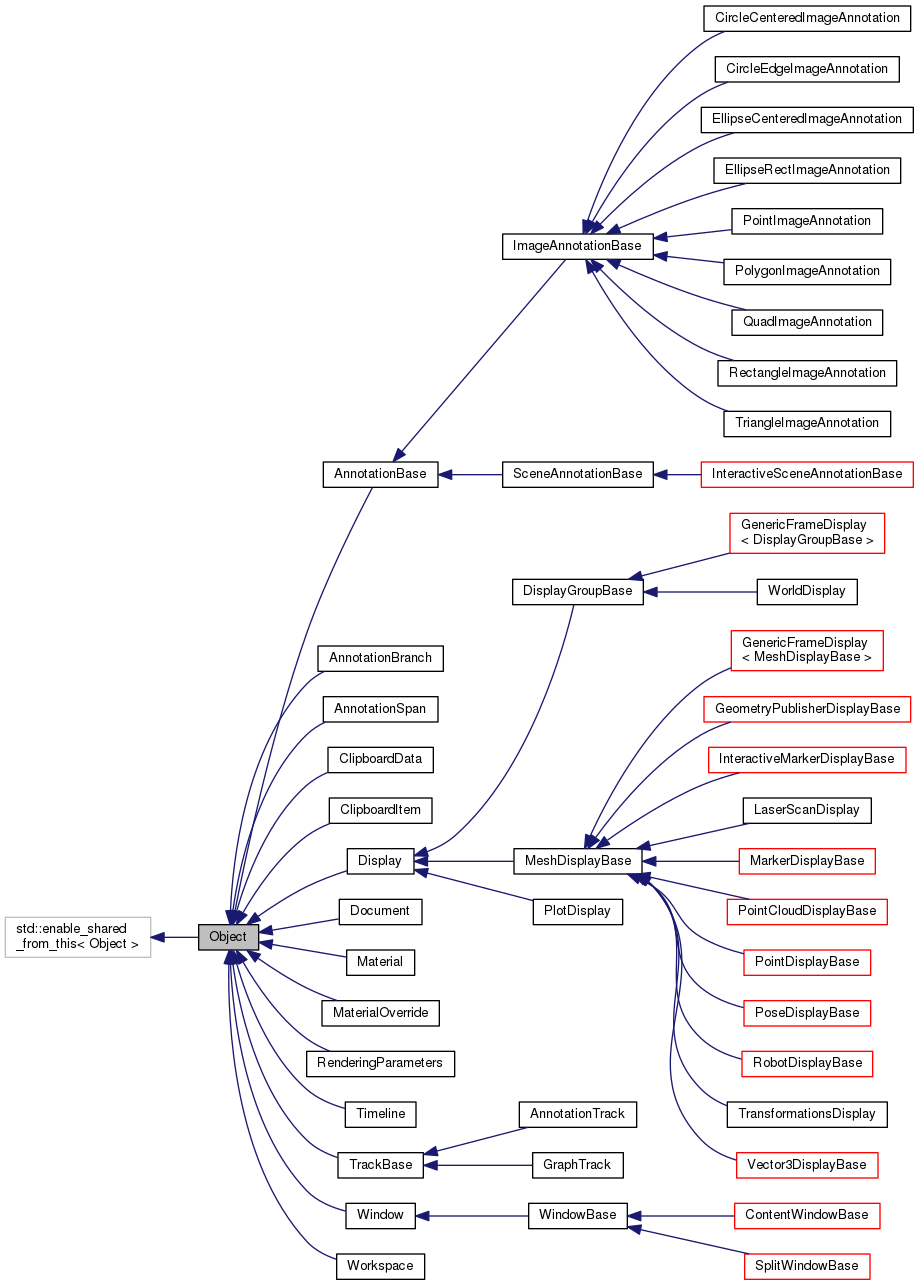 CircleCenteredImageAnnotation
CircleEdgeImageAnnotation
EllipseCenteredImageAnnotation
EllipseRectImageAnnotation
PointImageAnnotation
ImageAnnotationBase
PolygonImageAnnotation
QuadImageAnnotation
RectangleImageAnnotation
TriangleImageAnnotation
AnnotationBase
SceneAnnotationBase
InteractiveSceneAnnotationBase
GenericFrameDisplay
< DisplayGroupBase >
DisplayGroupBase
WorldDisplay
GenericFrameDisplay
< MeshDisplayBase >
AnnotationBranch
AnnotationSpan
GeometryPublisherDisplayBase
ClipboardData
InteractiveMarkerDisplayBase
ClipboardItem
LaserScanDisplay
Display
MeshDisplayBase
MarkerDisplayBase
Document
PlotDisplay
PointCloudDisplayBase
std::enable_shared
_from_this< Object >
Object
Material
PointDisplayBase
MaterialOverride
PoseDisplayBase
RenderingParameters
RobotDisplayBase
Timeline
AnnotationTrack
TransformationsDisplay
TrackBase
GraphTrack
Vector3DisplayBase
Window
WindowBase
ContentWindowBase
Workspace
SplitWindowBase